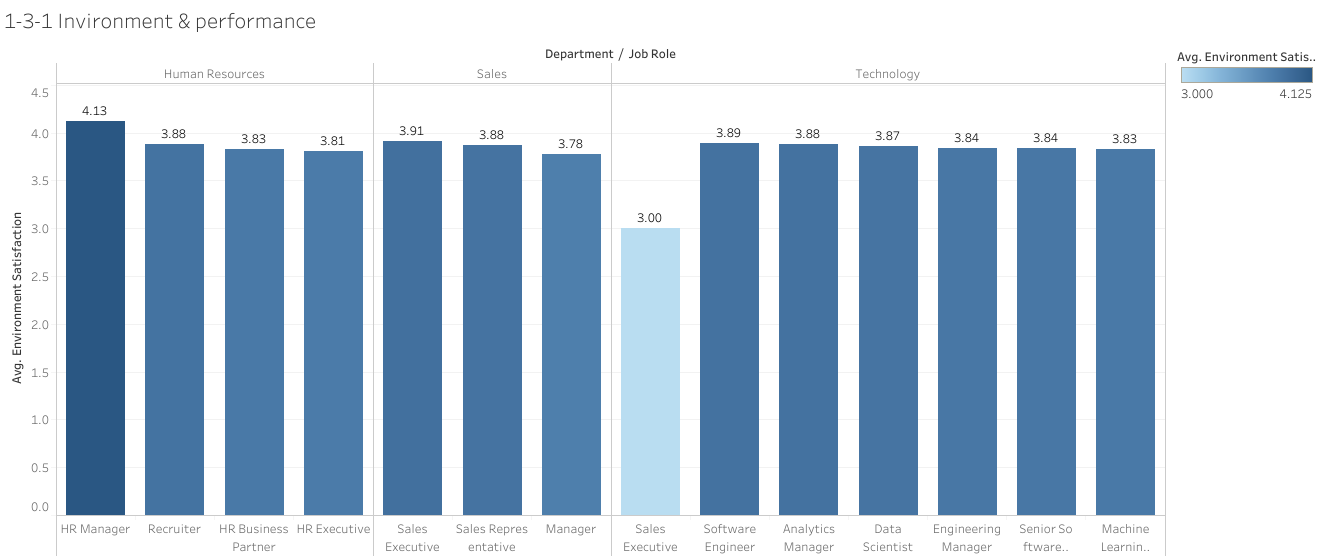 1-3-1 Invironment & performance
Department / Job Role
Avg. Environment Satis..
3.000 4.125
Human Resources Sales Technology
Avg. Environment Satisfaction
4.5
4.0
3.5
3.0
2.5
2.0
1.5
1.0
0.5
0.0
4.13 3.88 3.83 3.81 3.91 3.88 3.78 3.00 3.89 3.88 3.87 3.84 3.84 3.83
HR Manager Recruiter HR Business HR Executive Sales Sales Repres Manager Sales Software Analytics Data Engineering Senior So Machine
Partner Executive entative Executive Engineer Manager Scientist Manager ftware.. Learnin..